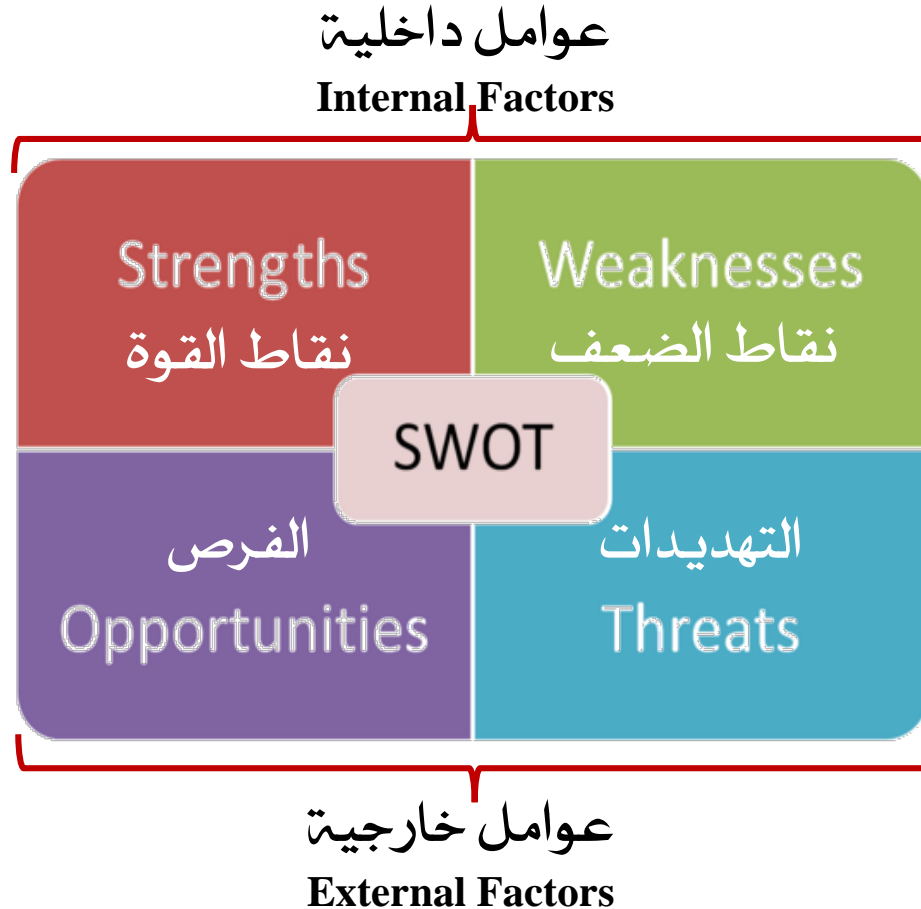 عوامل داخلية
Internal Factors
Strengths
نقاط القوة
Weaknesses
نقاط الضعف
SWOT
الفرص
Opportunities
التهديدات
Threats
عوامل خارجية
External Factors